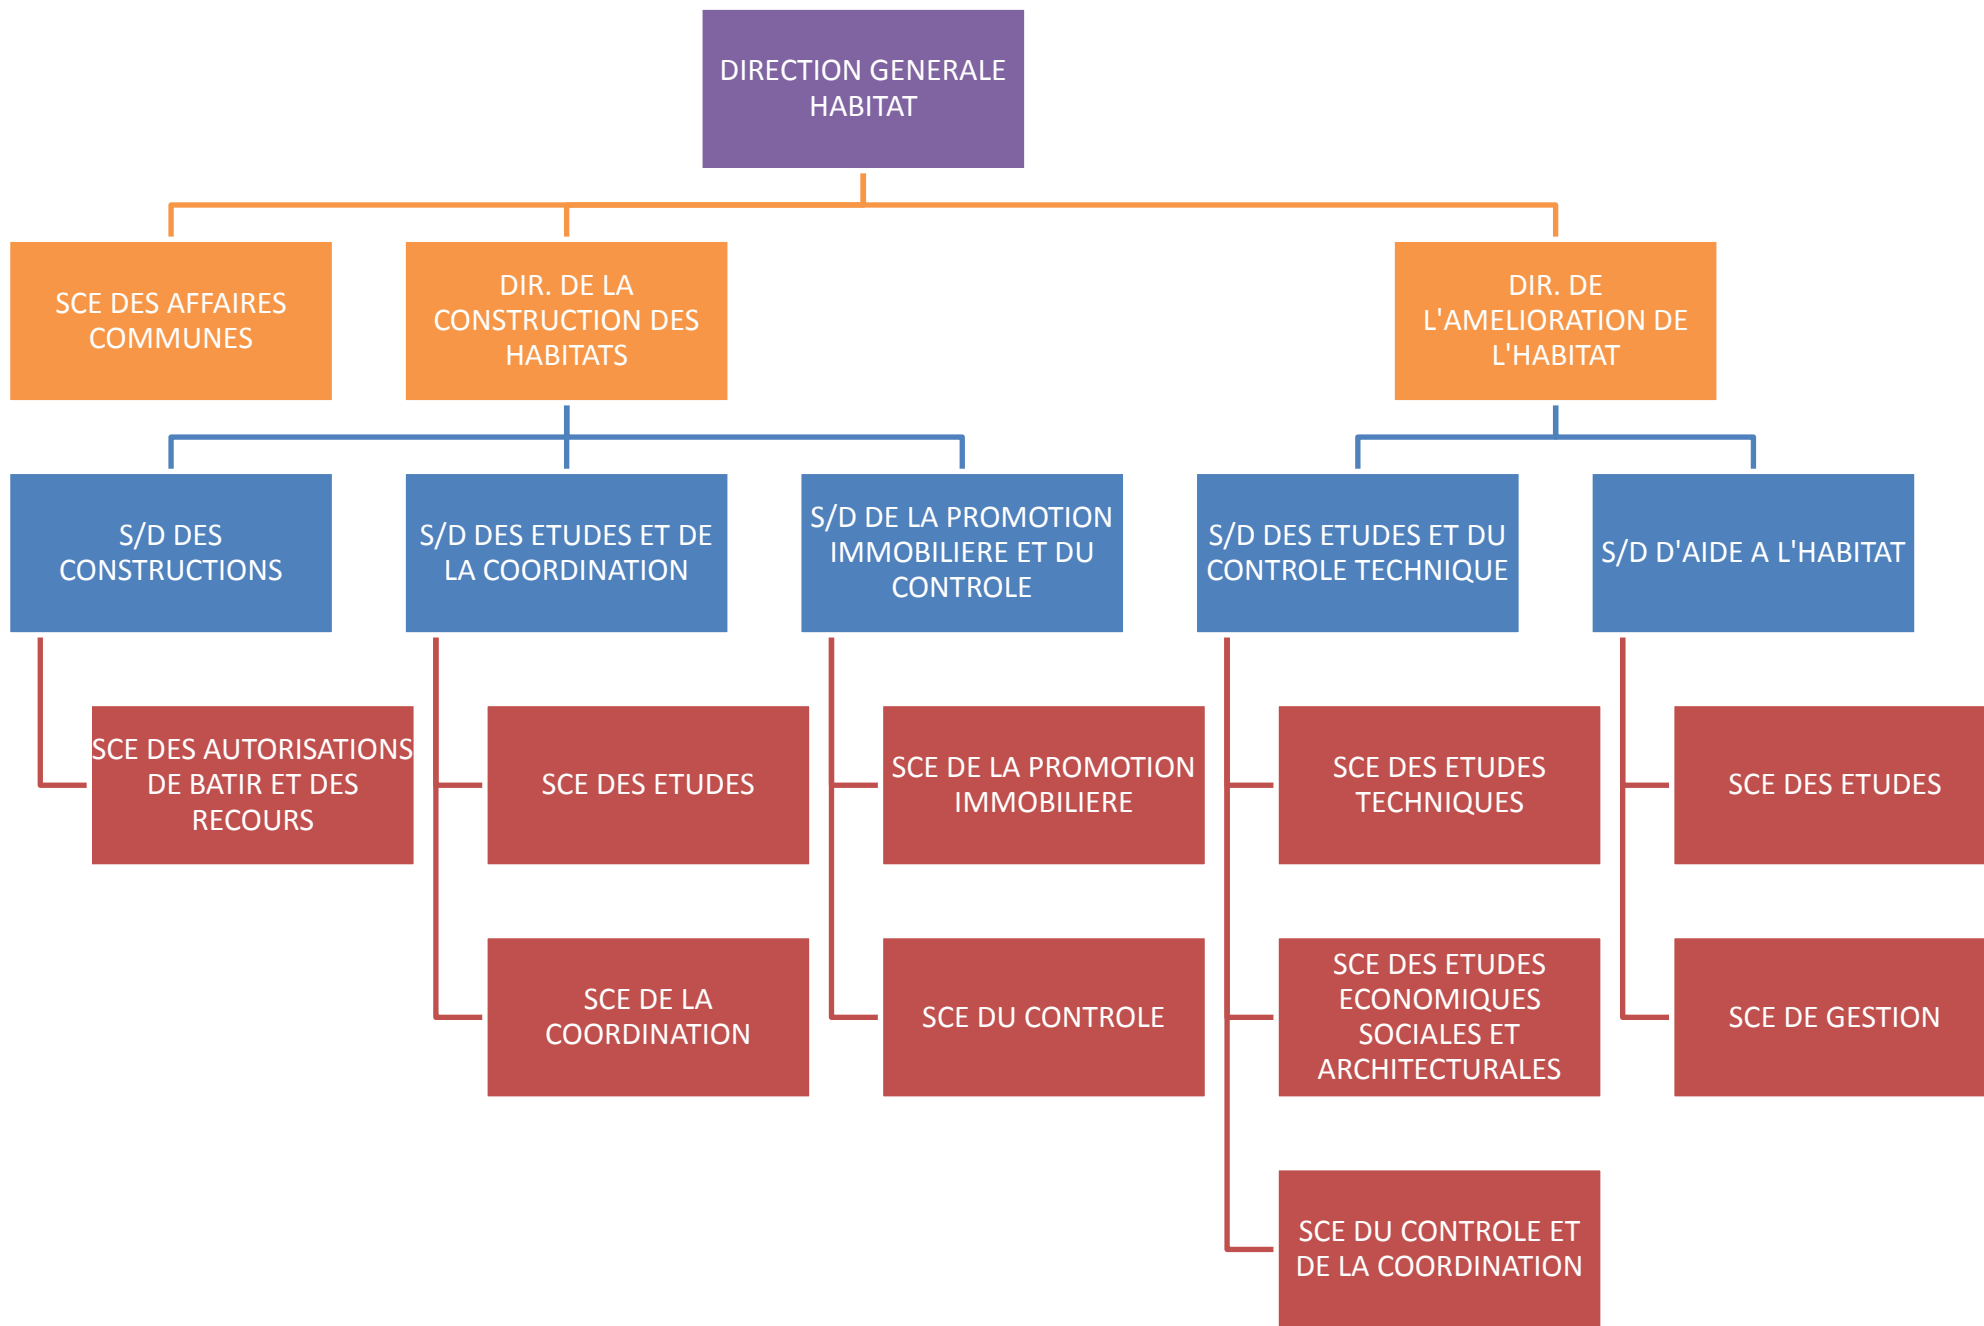 DIRECTION GENERALE
HABITAT
SCE DES AFFAIRES
COMMUNES
DIR. DE LA
CONSTRUCTION DES
HABITATS
DIR. DE
L'AMELIORATION DE
L'HABITAT
S/D DES
CONSTRUCTIONS
S/D DES ETUDES ET DE
LA COORDINATION
S/D DE LA PROMOTION
IMMOBILIERE ET DU
CONTROLE
S/D DES ETUDES ET DU
CONTROLE TECHNIQUE
S/D D'AIDE A L'HABITAT
SCE DES AUTORISATIONS
DE BATIR ET DES
RECOURS
SCE DES ETUDES
SCE DE LA PROMOTION
IMMOBILIERE
SCE DES ETUDES
TECHNIQUES
SCE DES ETUDES
SCE DE LA
COORDINATION
SCE DU CONTROLE
SCE DES ETUDES
ECONOMIQUES
SOCIALES ET
ARCHITECTURALES
SCE DE GESTION
SCE DU CONTROLE ET
DE LA COORDINATION